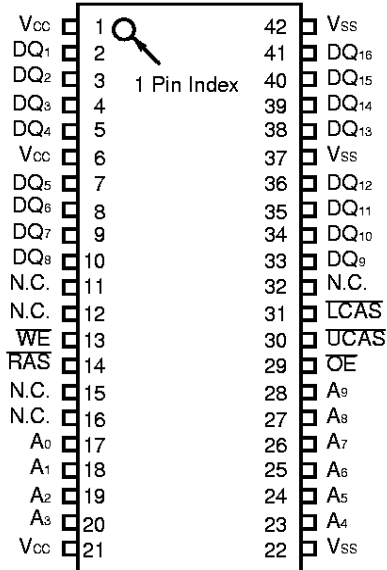 Vcc 1 42 Vss
DQ1 2 41 DQ16
DQ2 3 1 Pin Index 40 DQ15
DQ3 4 39 DQ14
DQ4 5 38 DQ13
Vcc 6 37 Vss
DQ5 7 36 DQ12
DQ6 8 35 DQ11
DQ7 9 34 DQ10
DQ8 10 33 DQ9
N.C. 11 32 N.C.
N.C. 12 31 LCAS
WE 13 30 UCAS
RAS 14 29 OE
N.C. 15 28 A9
N.C. 16 27 A8
A0 17 26 A7
A1 18 25 A6
A2 19 24 A5
A3 20 23 A4
Vcc 21 22 Vss